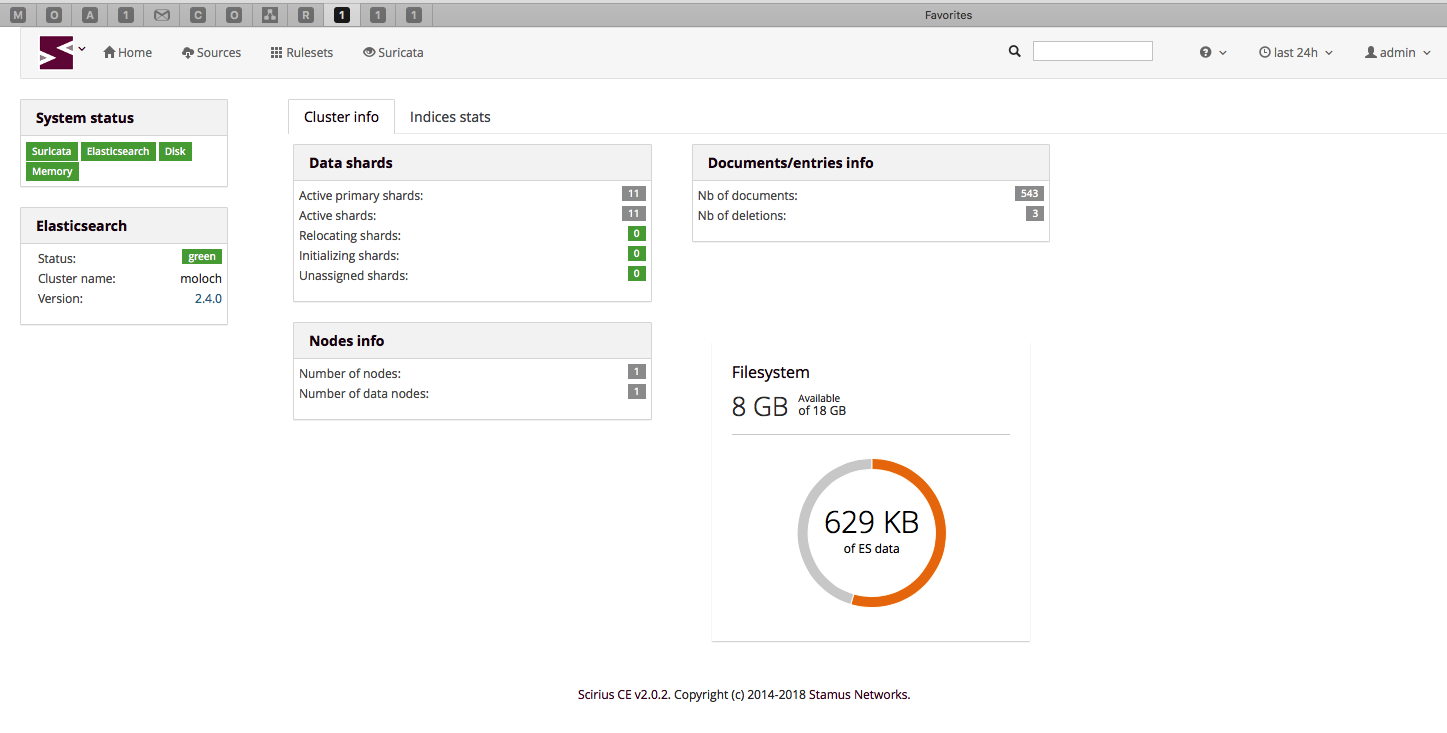 M O A 1 C O R 1 1 1 Favorites
Home Sources Rulesets Suricata ? last 24h admin
System status
Suricata Elasticsearch Disk
Memory
Elasticsearch
Status: green
Cluster name: moloch
Version: 2.4.0
Cluster info Indices stats
Data shards
Active primary shards: 11
Active shards: 11
Relocating shards: 0
Initializing shards: 0
Unassigned shards: 0
Documents/entries info
Nb of documents: 543
Nb of deletions: 3
Nodes info
Number of nodes: 1
Number of data nodes: 1
Filesystem
8 GB Available
of 18 GB
629 KB
of ES data
Scirius CE v2.0.2. Copyright (c) 2014-2018 Stamus Networks.